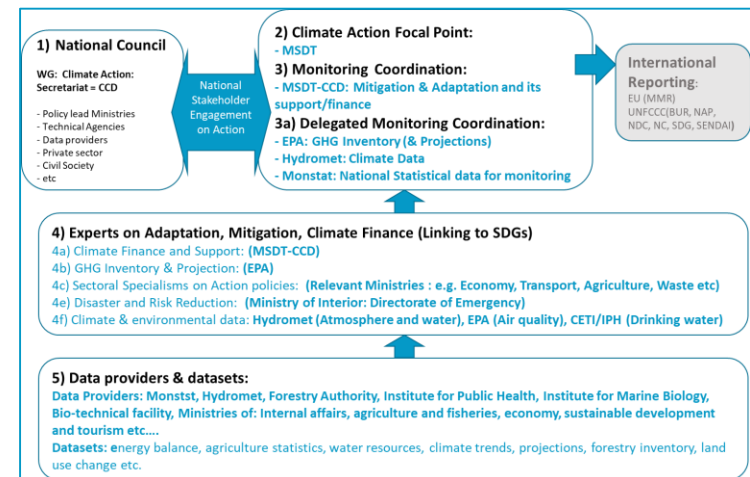 1) National Council
WG: Climate Action:
Secretariat = CCD
- Policy lead Ministries
- Technical Agencies
- Data providers
- Private sector
- Civil Society
- etc
National
Stakeholder
Engagement
on Action
2) Climate Action Focal Point:
- MSDT
3) Monitoring Coordination:
- MSDT-CCD: Mitigation & Adaptation and its
support/finance
3a) Delegated Monitoring Coordination:
- EPA: GHG Inventory (& Projections)
- Hydromet: Climate Data
- Monstat: National Statistical data for monitoring
International
Reporting:
EU (MMR)
UNFCCC(BUR, NAP,
NDC, NC, SDG, SENDAI)
4) Experts on Adaptation, Mitigation, Climate Finance (Linking to SDGs)
4a) Climate Finance and Support: (MSDT-CCD)
4b) GHG Inventory & Projection: (EPA)
4c) Sectoral Specialisms on Action policies: (Relevant Ministries : e.g. Economy, Transport, Agriculture, Waste etc)
4e) Disaster and Risk Reduction: (Ministry of Interior: Directorate of Emergency)
4f) Climate & environmental data: Hydromet (Atmosphere and water), EPA (Air quality), CETI/IPH (Drinking water)
5) Data providers & datasets:
Data Providers: Monstst, Hydromet, Forestry Authority, Institute for Public Health, Institute for Marine Biology,
Bio-technical facility, Ministries of: Internal affairs, agriculture and fisheries, economy, sustainable development
and tourism etc....
Datasets: energy balance, agriculture statistics, water resources, climate trends, projections, forestry inventory, land
use change etc.